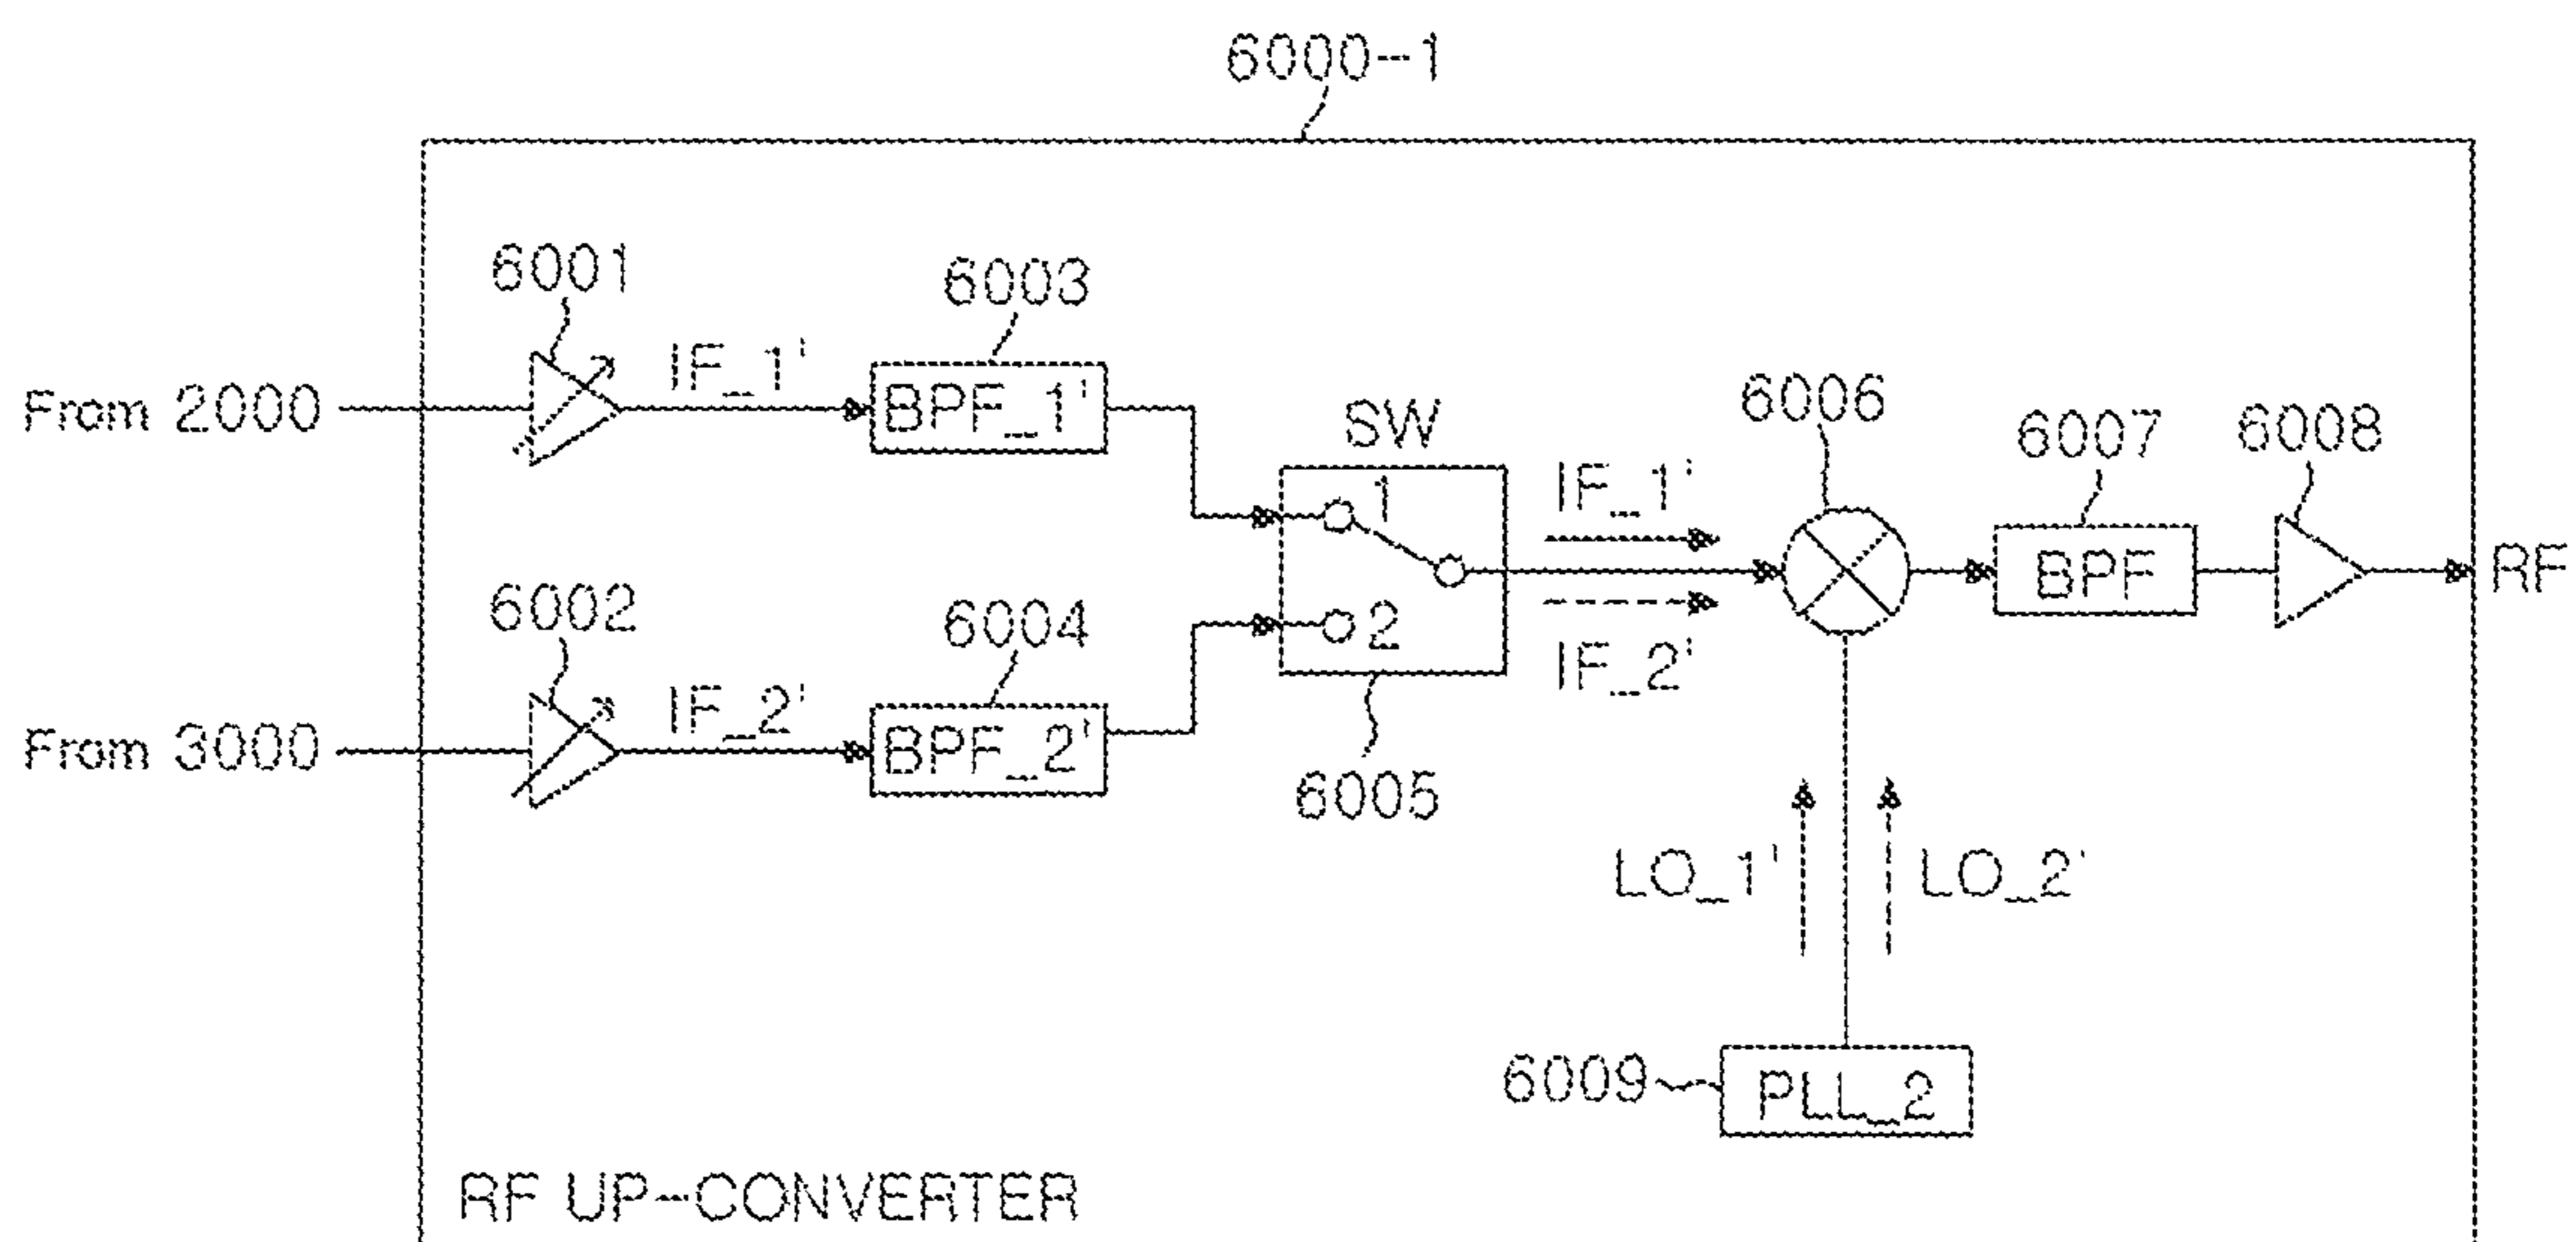 6000-1
6001
6003
IF_1'
From 2000
BPF_1'
SW
1
2
6002
6004
IF_2'
From 3000
BPF_2'
6005
IF_1'
IF_2'
6006
6007
6008
BPF
RF
LO_1'
LO_2'
6009
PLL_2
RF UP-CONVERTER